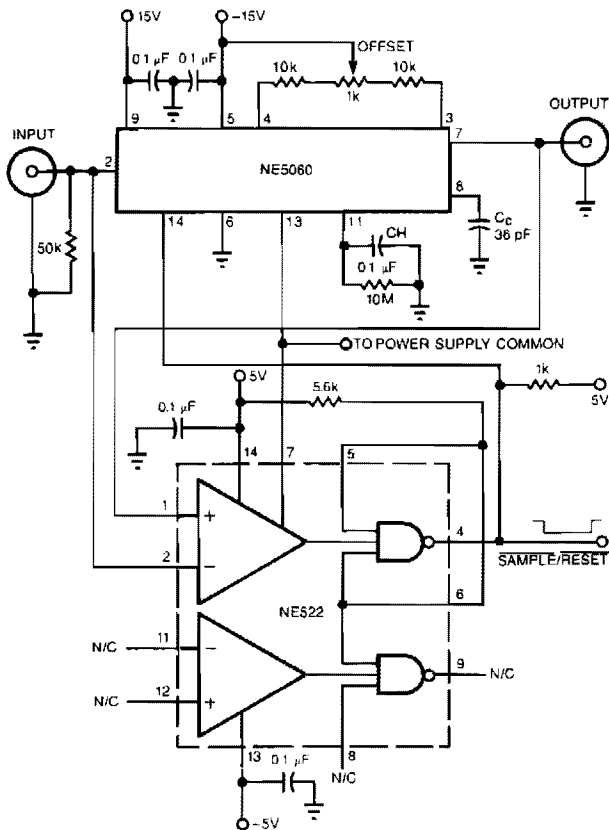 15V
-15V
0.1 µF
0.1 µF
OFFSET
10k
1k
10k
9
5
4
3
INPUT
OUTPUT
2
NE5060
7
8
14
6
13
11
C_C
36 pF
50k
CH
0.1 µF
10M
TO POWER SUPPLY COMMON
1k
5V
5V
5.6k
0.1 µF
14
7
5
1
+
4
2
−
SAMPLE/RESET
6
NE522
N/C
11
−
9
N/C
N/C
12
+
13
8
0.1 µF
N/C
-5V